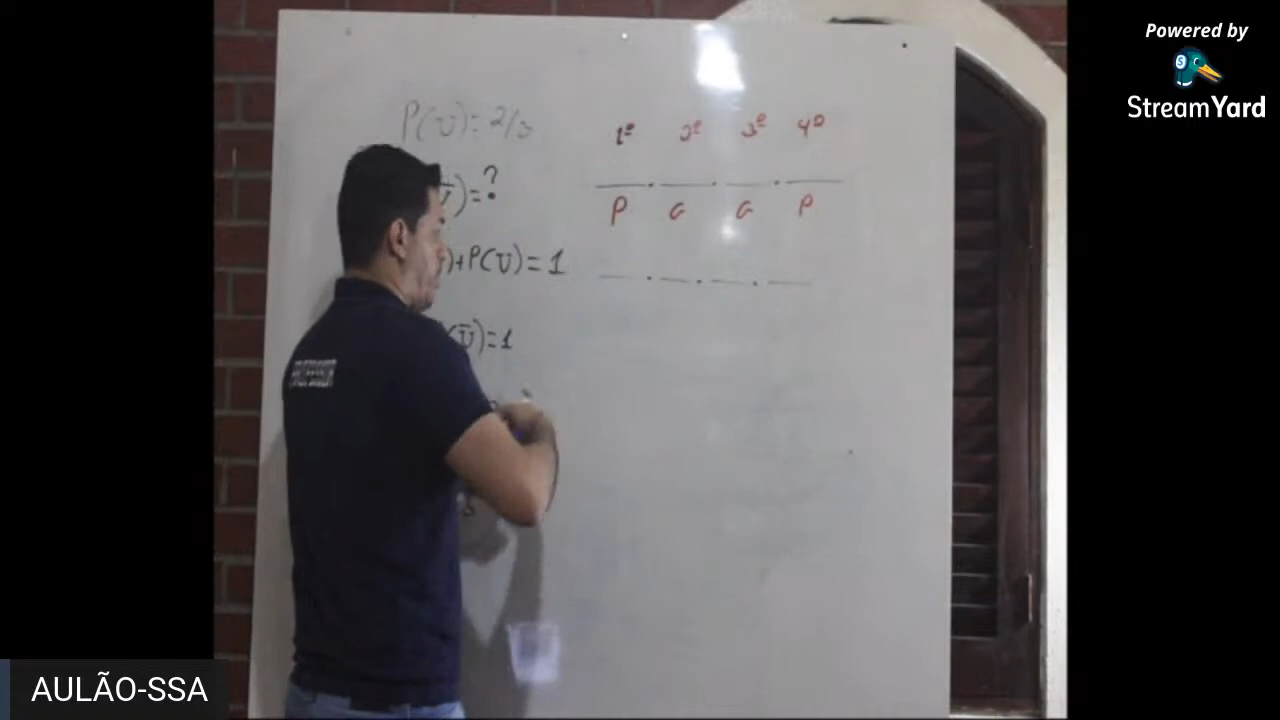 Powered by
StreamYard
P(V)=2/3
)=?
)+P(V)=1
(V̅)=1
1º 2º 3º 4º
P G G P
AULÃO-SSA